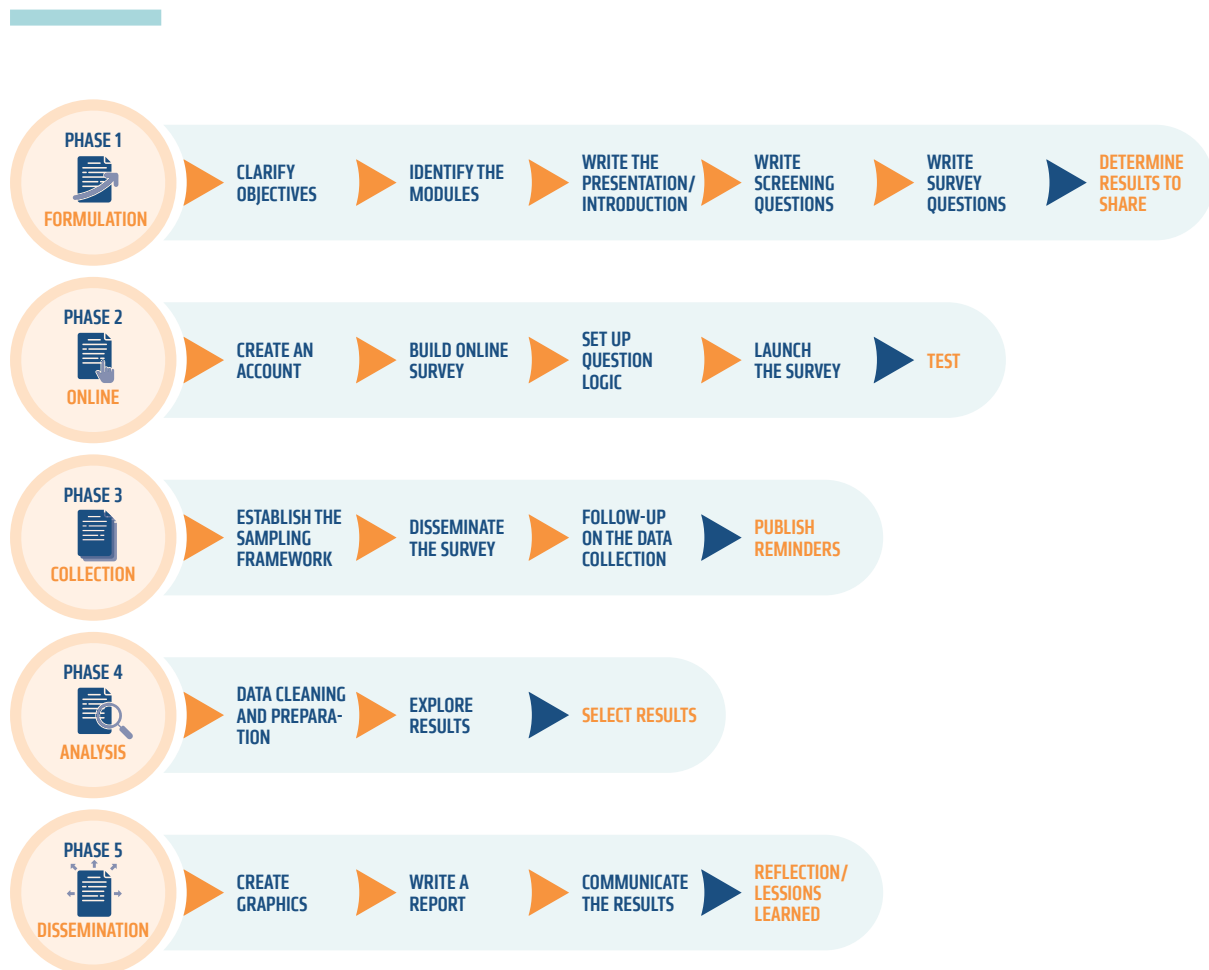 PHASE 1
FORMULATION
CLARIFY
OBJECTIVES
IDENTIFY THE
MODULES
WRITE THE
PRESENTATION/
INTRODUCTION
WRITE
SCREENING
QUESTIONS
WRITE
SURVEY
QUESTIONS
DETERMINE
RESULTS TO
SHARE
PHASE 2
ONLINE
CREATE AN
ACCOUNT
BUILD ONLINE
SURVEY
SET UP
QUESTION
LOGIC
LAUNCH
THE SURVEY
TEST
PHASE 3
COLLECTION
ESTABLISH THE
SAMPLING
FRAMEWORK
DISSEMINATE
THE SURVEY
FOLLOW-UP
ON THE DATA
COLLECTION
PUBLISH
REMINDERS
PHASE 4
ANALYSIS
DATA CLEANING
AND PREPARA-
TION
EXPLORE
RESULTS
SELECT RESULTS
PHASE 5
DISSEMINATION
CREATE
GRAPHICS
WRITE A
REPORT
COMMUNICATE
THE RESULTS
REFLECTION/
LESSONS
LEARNED